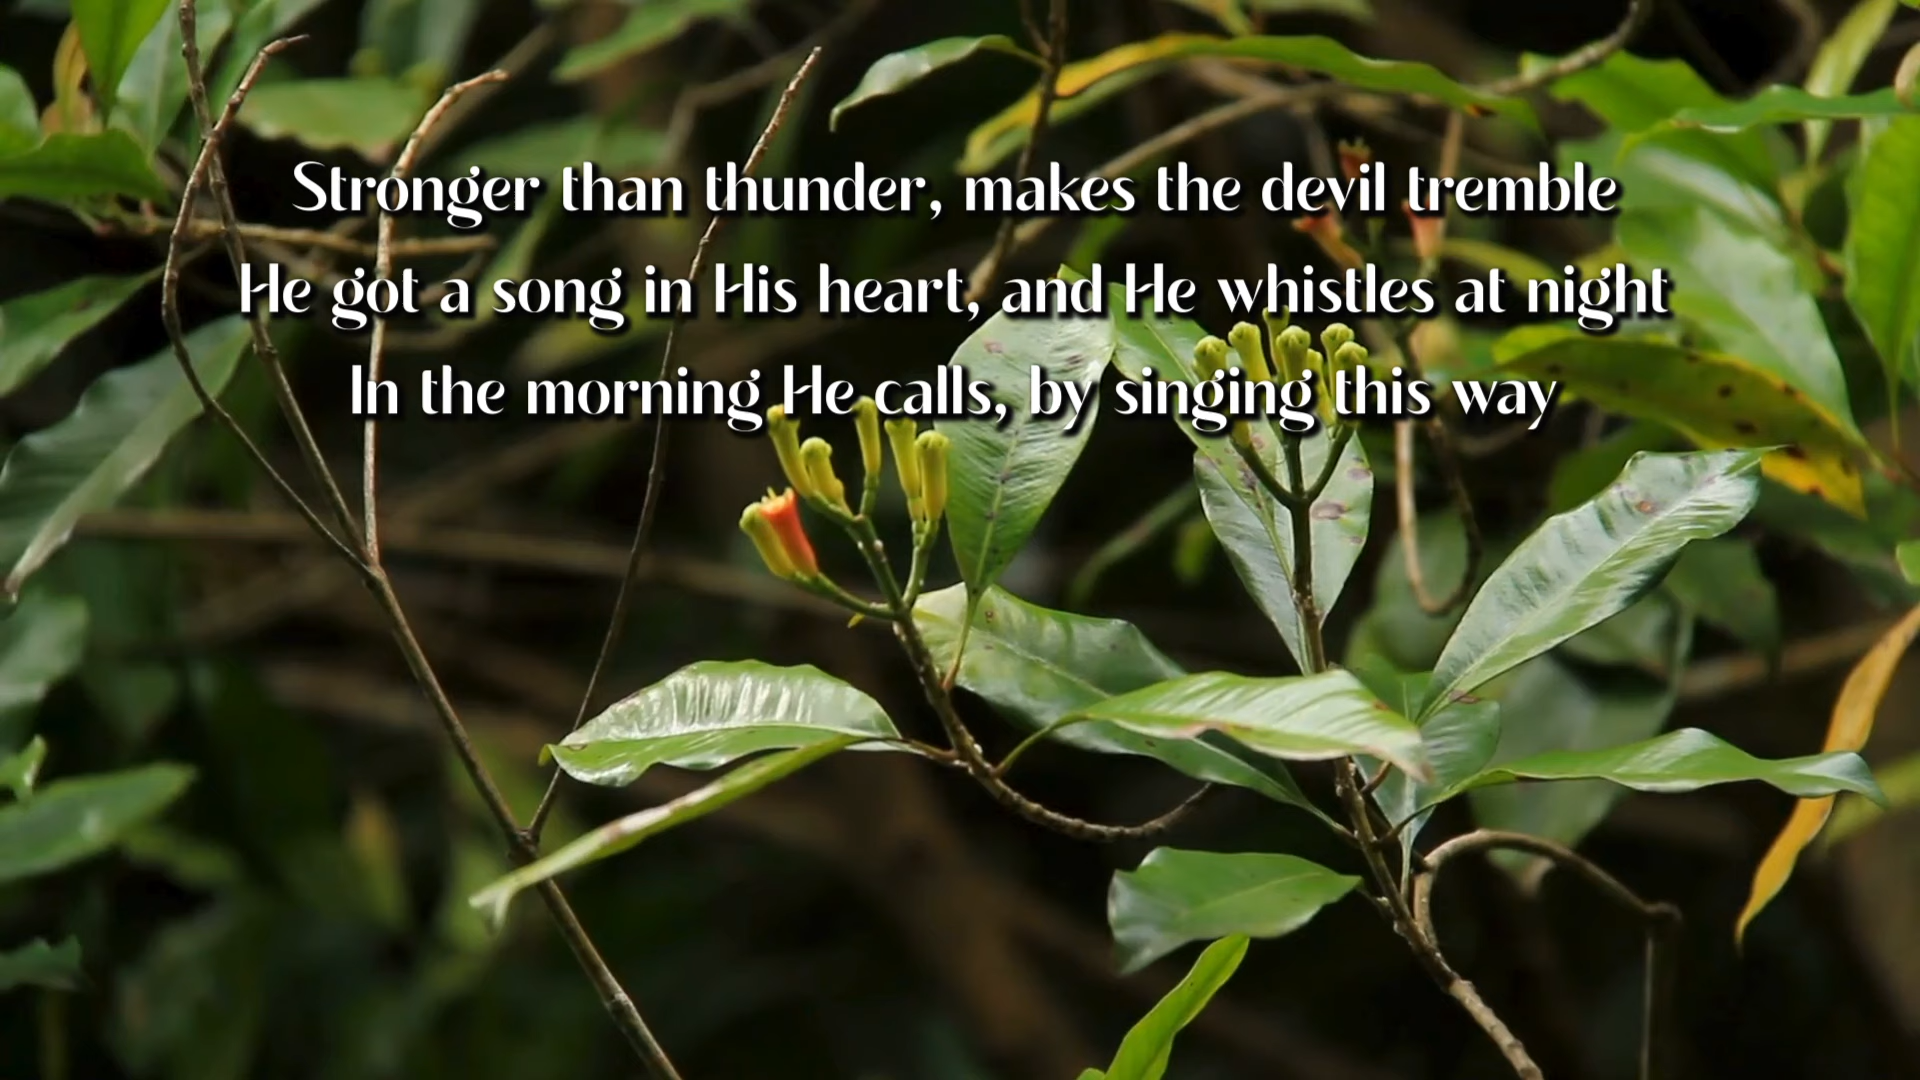 Stronger than thunder, makes the devil tremble
He got a song in His heart, and He whistles at night
In the morning He calls, by singing this way